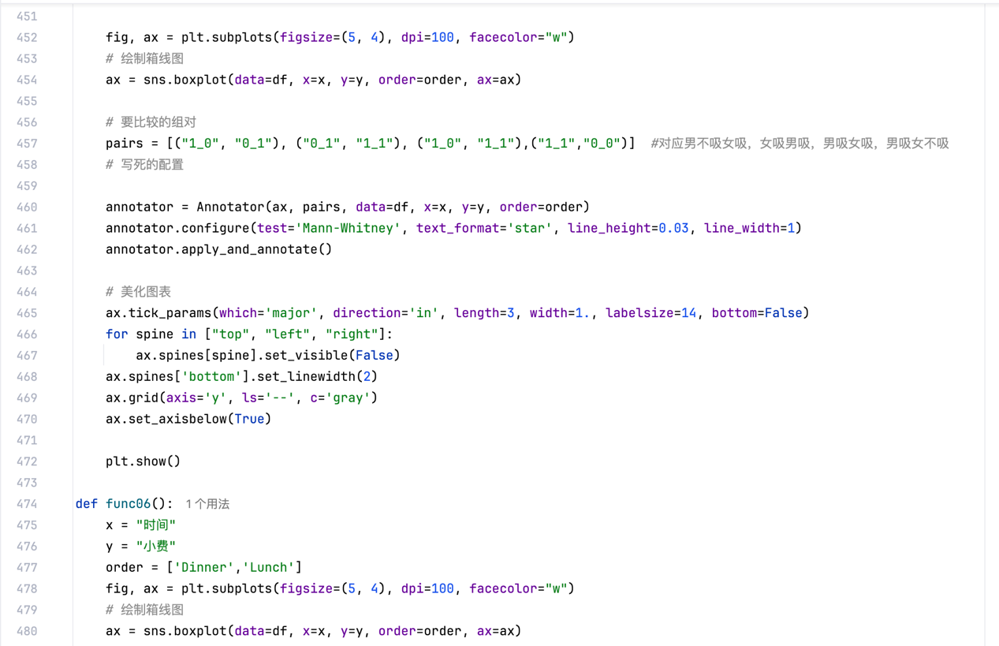 451
452 fig, ax = plt.subplots(figsize=(5, 4), dpi=100, facecolor="w")
453 # 绘制箱线图
454 ax = sns.boxplot(data=df, x=x, y=y, order=order, ax=ax)
455
456 # 要比较的组对
457 pairs = [("1_0", "0_1"), ("0_1", "1_1"), ("1_0", "1_1"),("1_1","0_0")]  #对应男不吸女吸，女吸男吸，男吸女吸，男吸女不吸
458 # 写死的配置
459
460 annotator = Annotator(ax, pairs, data=df, x=x, y=y, order=order)
461 annotator.configure(test='Mann-Whitney', text_format='star', line_height=0.03, line_width=1)
462 annotator.apply_and_annotate()
463
464 # 美化图表
465 ax.tick_params(which='major', direction='in', length=3, width=1., labelsize=14, bottom=False)
466 for spine in ["top", "left", "right"]:
467     ax.spines[spine].set_visible(False)
468 ax.spines['bottom'].set_linewidth(2)
469 ax.grid(axis='y', ls='--', c='gray')
470 ax.set_axisbelow(True)
471
472 plt.show()
473
474 def func06(): 1个用法
475 x = "时间"
476 y = "小费"
477 order = ['Dinner','Lunch']
478 fig, ax = plt.subplots(figsize=(5, 4), dpi=100, facecolor="w")
479 # 绘制箱线图
480 ax = sns.boxplot(data=df, x=x, y=y, order=order, ax=ax)